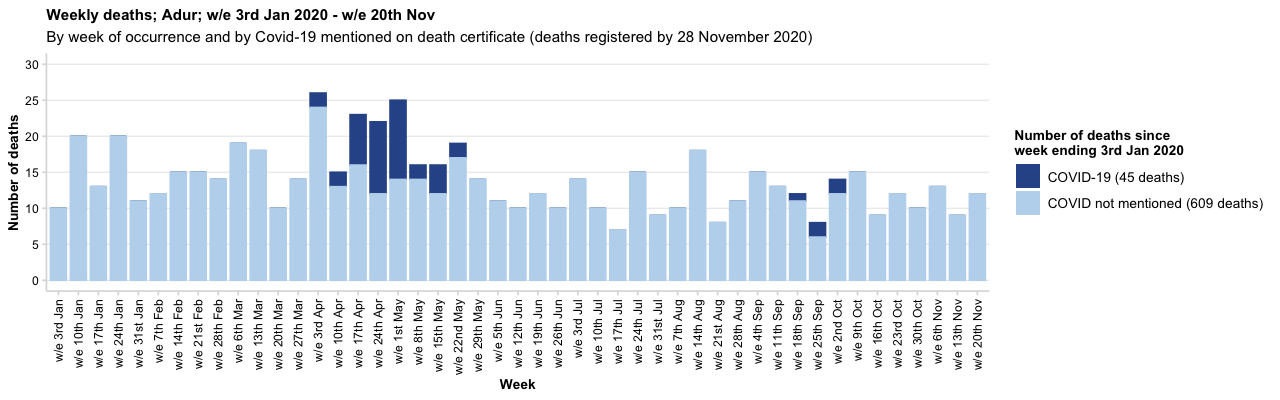 Weekly deaths; Adur; w/e 3rd Jan 2020 - w/e 20th Nov
By week of occurrence and by Covid-19 mentioned on death certificate (deaths registered by 28 November 2020)
Number of deaths
30
25
20
15
10
5
0
w/e 3rd Jan
w/e 10th Jan
w/e 17th Jan
w/e 24th Jan
w/e 31st Jan
w/e 7th Feb
w/e 14th Feb
w/e 21st Feb
w/e 28th Feb
w/e 6th Mar
w/e 13th Mar
w/e 20th Mar
w/e 27th Mar
w/e 3rd Apr
w/e 10th Apr
w/e 17th Apr
w/e 24th Apr
w/e 1st May
w/e 8th May
w/e 15th May
w/e 22nd May
w/e 29th May
w/e 5th Jun
w/e 12th Jun
w/e 19th Jun
w/e 26th Jun
w/e 3rd Jul
w/e 10th Jul
w/e 17th Jul
w/e 24th Jul
w/e 31st Jul
w/e 7th Aug
w/e 14th Aug
w/e 21st Aug
w/e 28th Aug
w/e 4th Sep
w/e 11th Sep
w/e 18th Sep
w/e 25th Sep
w/e 2nd Oct
w/e 9th Oct
w/e 16th Oct
w/e 23rd Oct
w/e 30th Oct
w/e 6th Nov
w/e 13th Nov
w/e 20th Nov
Week
Number of deaths since
week ending 3rd Jan 2020
COVID-19 (45 deaths)
COVID not mentioned (609 deaths)